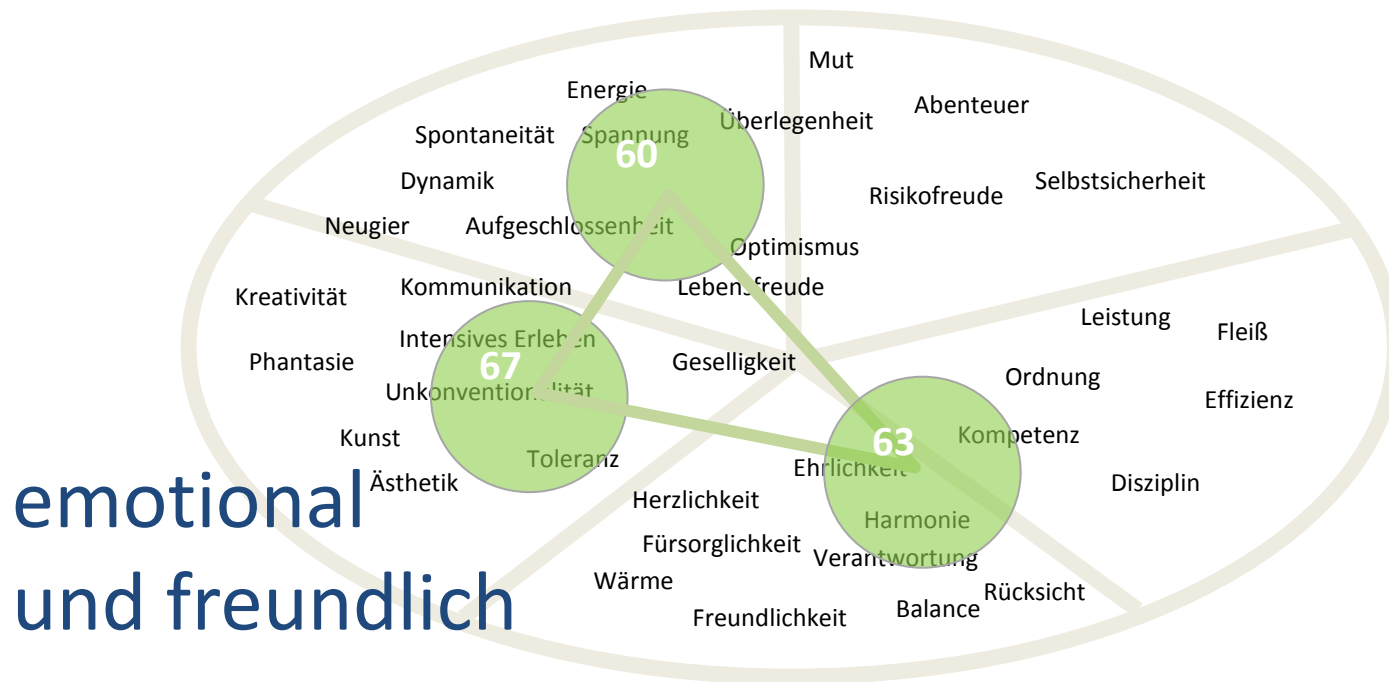 Mut
Energie
Abenteuer
Überlegenheit
Spontaneität
Spannung
60
Dynamik
Selbstsicherheit
Risikofreude
Neugier
Aufgeschlossenheit
Optimismus
Kommunikation
Lebensfreude
Kreativität
Leistung
Fleiß
Intensives Erleben
Phantasie
67
Geselligkeit
Ordnung
Unkonventionalität
Effizienz
Kunst
63
Kompetenz
Toleranz
Ehrlichkeit
Ästhetik
Disziplin
emotional
Herzlichkeit
Harmonie
Fürsorglichkeit
Verantwortung
Wärme
Rücksicht
und freundlich
Freundlichkeit
Balance